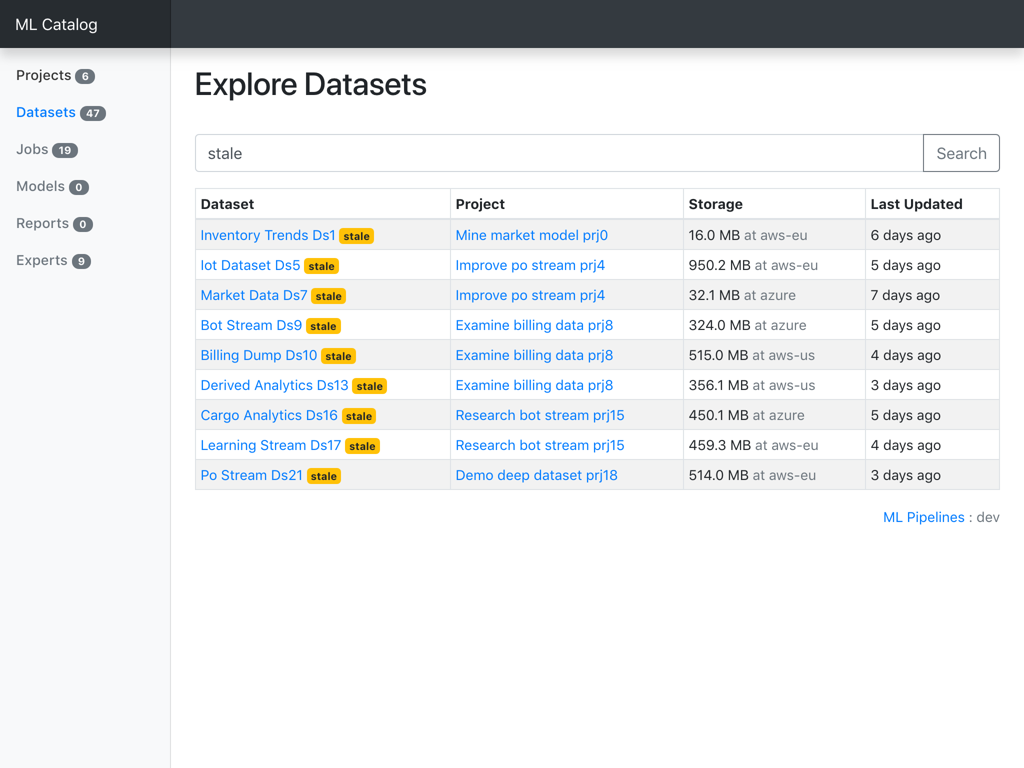 ML Catalog
Projects 6
Datasets 47
Jobs 19
Models 0
Reports 0
Experts 9
Explore Datasets
stale Search
Dataset Project Storage Last Updated
Inventory Trends Ds1 stale Mine market model prj0 16.0 MB at aws-eu 6 days ago
Iot Dataset Ds5 stale Improve po stream prj4 950.2 MB at aws-eu 5 days ago
Market Data Ds7 stale Improve po stream prj4 32.1 MB at azure 7 days ago
Bot Stream Ds9 stale Examine billing data prj8 324.0 MB at azure 5 days ago
Billing Dump Ds10 stale Examine billing data prj8 515.0 MB at aws-us 4 days ago
Derived Analytics Ds13 stale Examine billing data prj8 356.1 MB at aws-us 3 days ago
Cargo Analytics Ds16 stale Research bot stream prj15 450.1 MB at azure 5 days ago
Learning Stream Ds17 stale Research bot stream prj15 459.3 MB at aws-eu 4 days ago
Po Stream Ds21 stale Demo deep dataset prj18 514.0 MB at aws-eu 3 days ago
ML Pipelines : dev